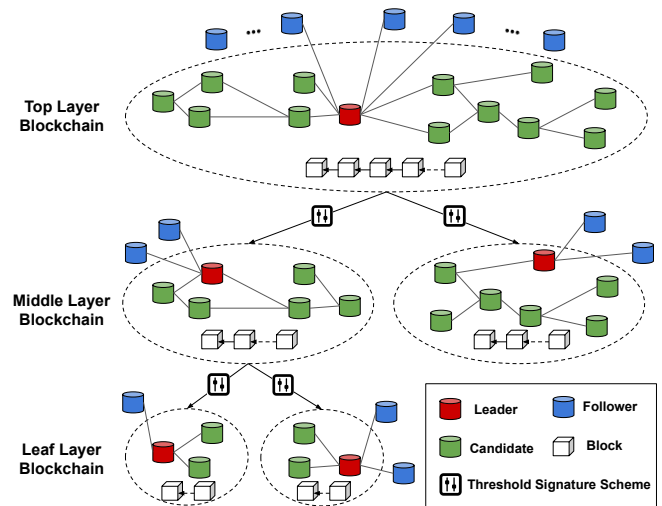 Top Layer
Blockchain
Middle Layer
Blockchain
Leaf Layer
Blockchain
Leader
Follower
Candidate
Block
Threshold Signature Scheme